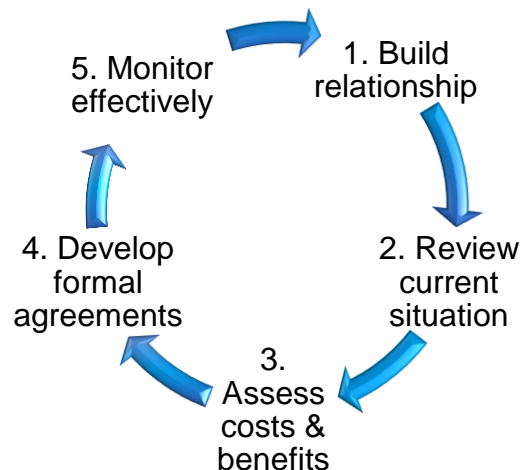 1. Build
relationship
2. Review
current
situation
3.
Assess
costs &
benefits
4. Develop
formal
agreements
5. Monitor
effectively